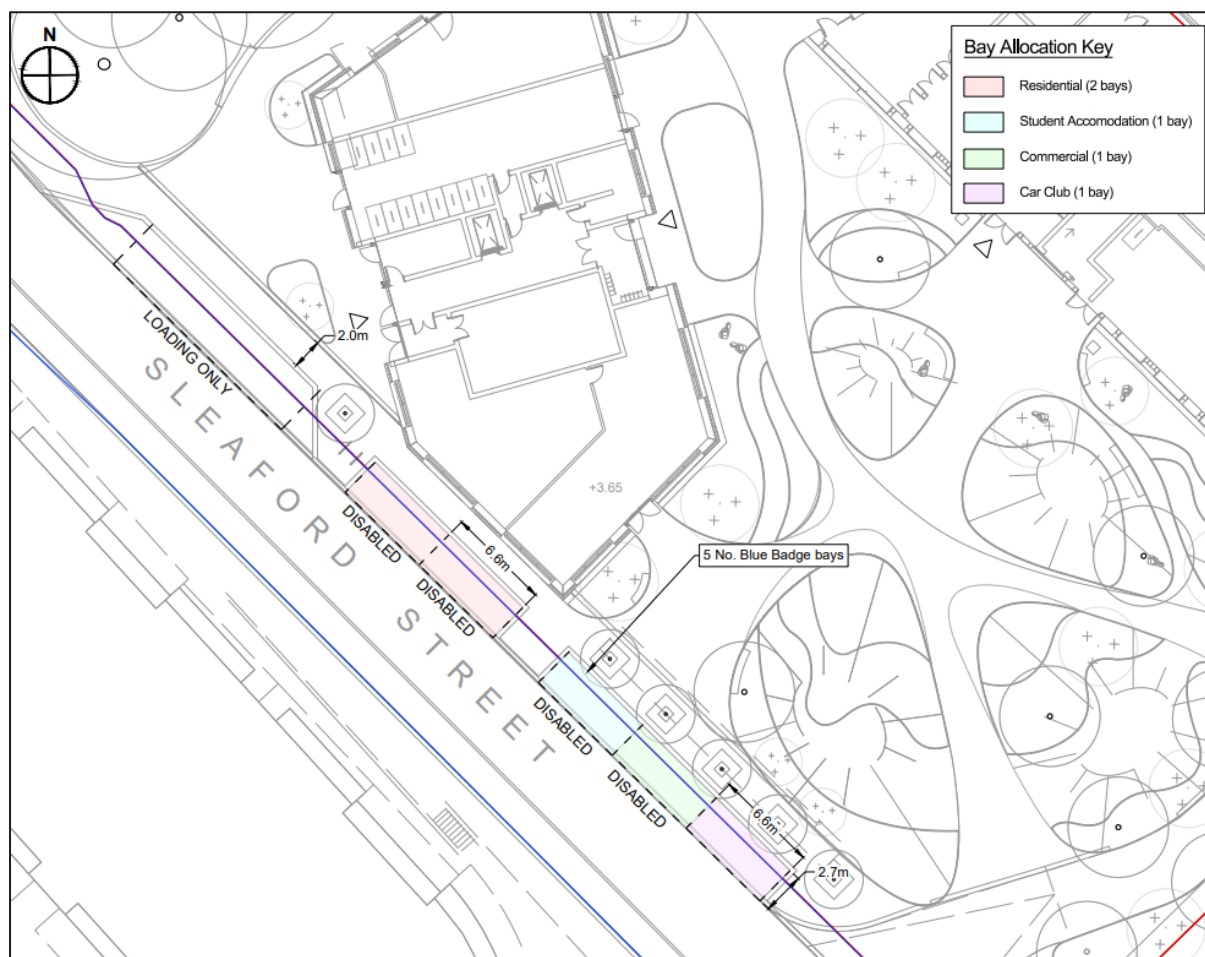 N
Bay Allocation Key
Residential (2 bays)
Student Accomodation (1 bay)
Commercial (1 bay)
Car Club (1 bay)
2.0m
LOADING ONLY
SLEAFORD STREET
+3.65
DISABLED
6.6m
DISABLED
5 No. Blue Badge bays
DISABLED
DISABLED
6.6m
2.7m